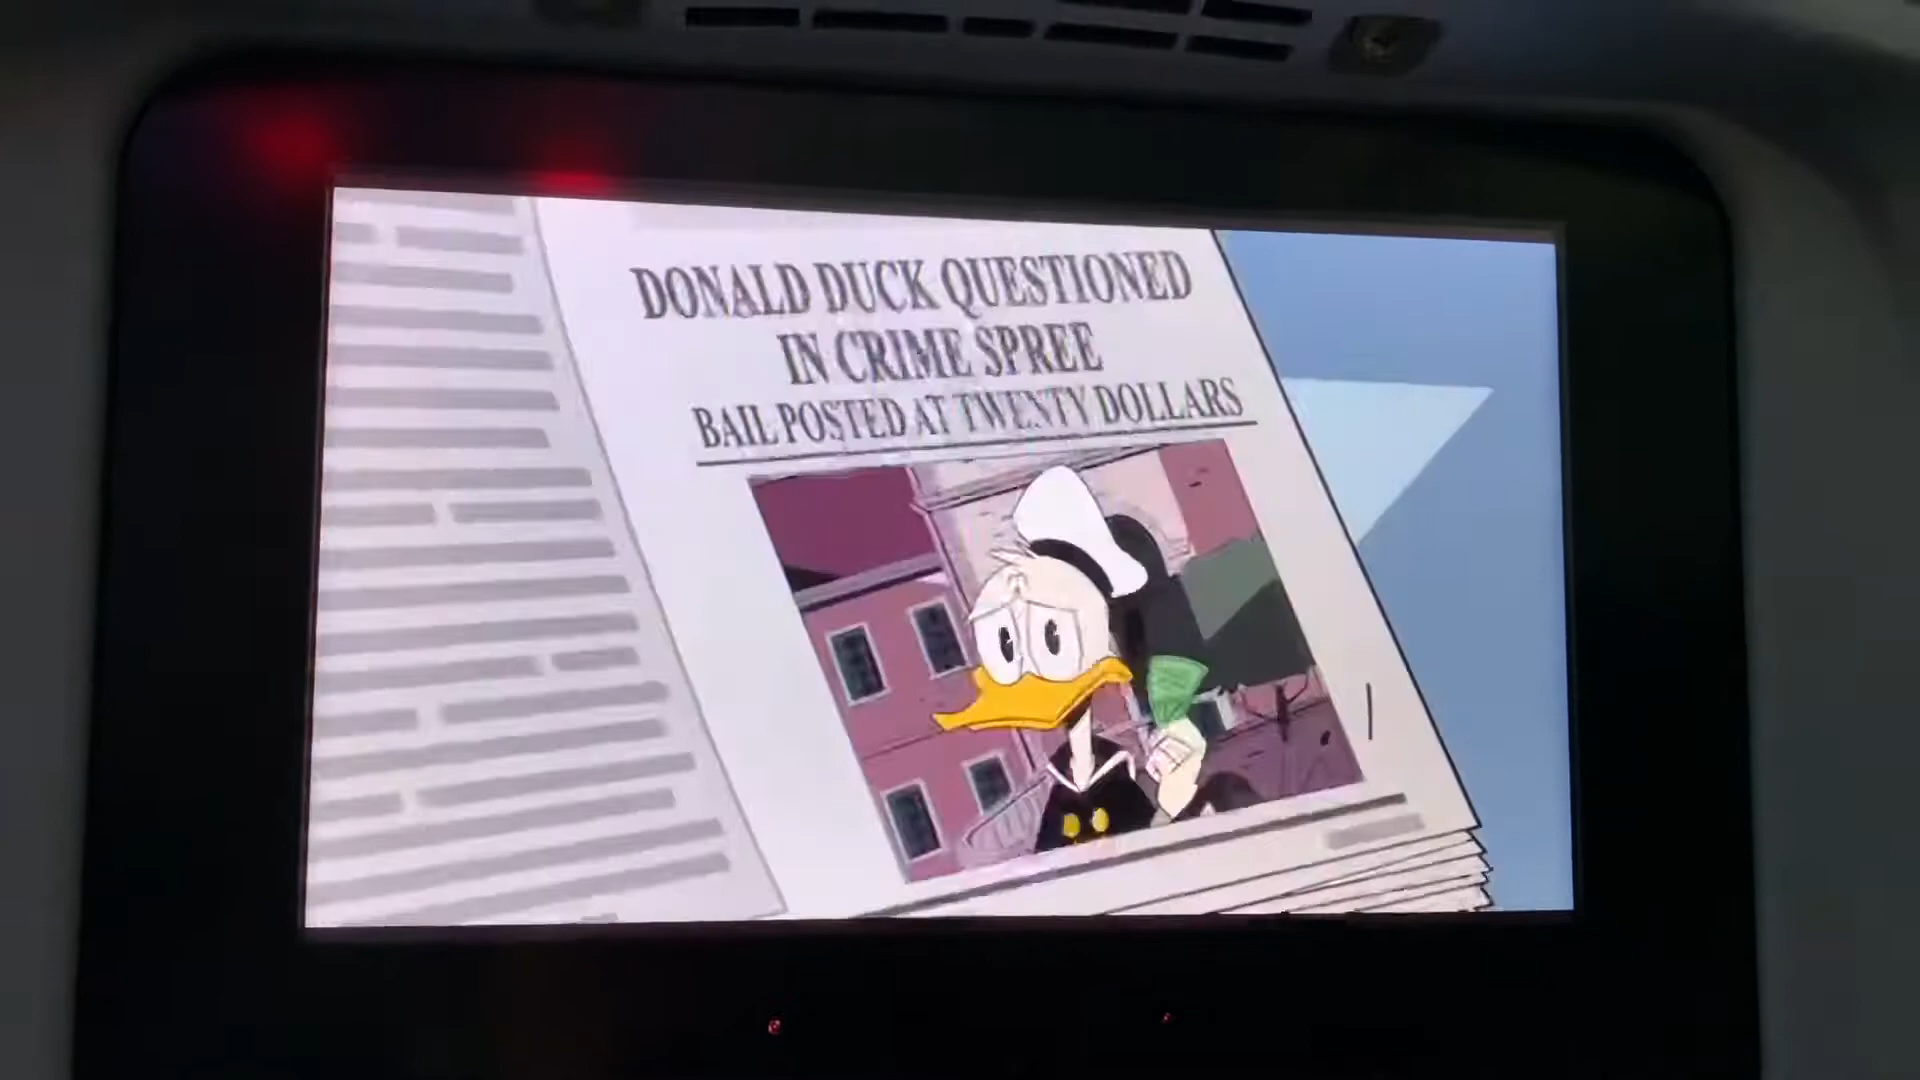 DONALD DUCK QUESTIONED
IN CRIME SPREE
BAIL POSTED AT TWENTY DOLLARS